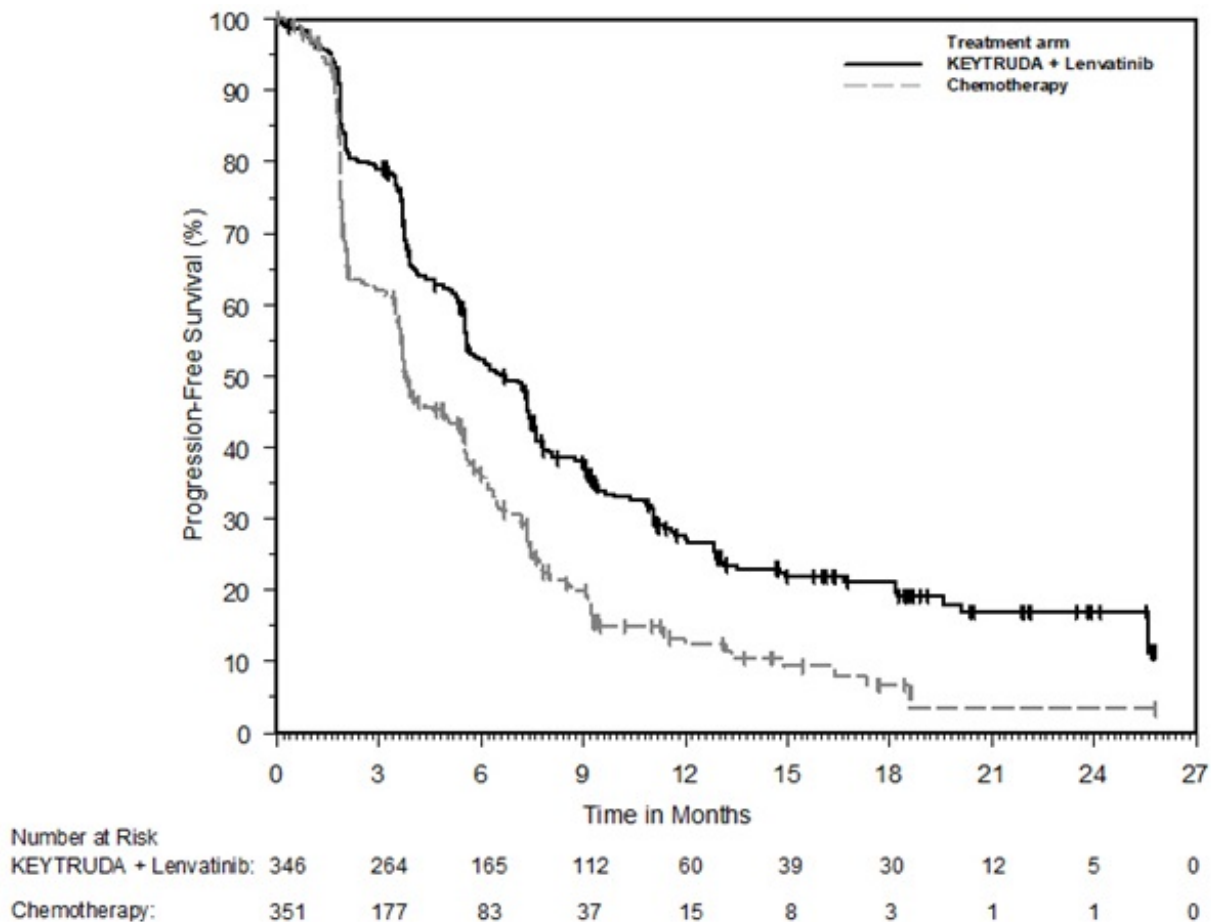 100
90
80
70
60
50
40
30
20
10
0
Progression-Free Survival (%)
Treatment arm
KEYTRUDA + Lenvatinib
Chemotherapy
0 3 6 9 12 15 18 21 24 27
Time in Months
Number at Risk
KEYTRUDA + Lenvatinib: 346 264 165 112 60 39 30 12 5 0
Chemotherapy: 351 177 83 37 15 8 3 1 1 0